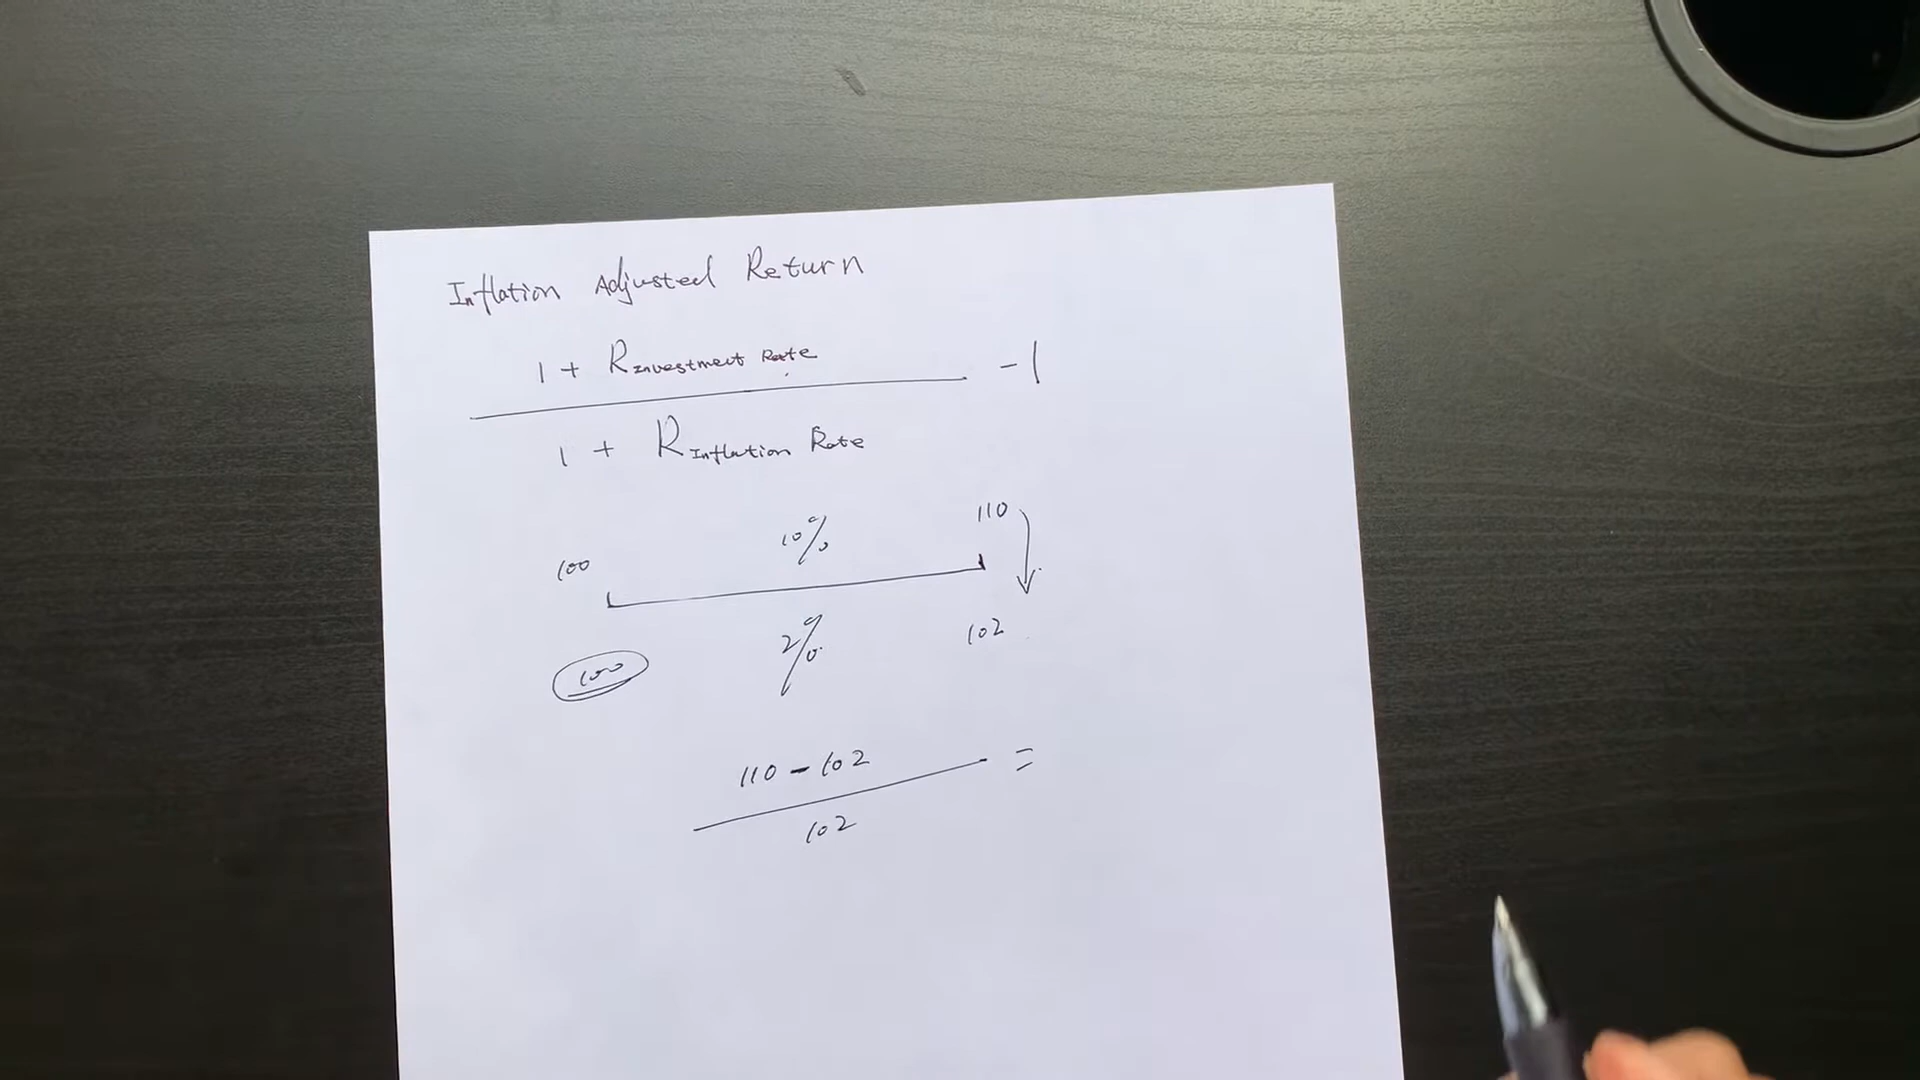 Inflation Adjusted Return
1 + R Investment Rate
- 1
1 + R Inflation Rate
100 10% 110
100 2% 102
110 - 102
=
102